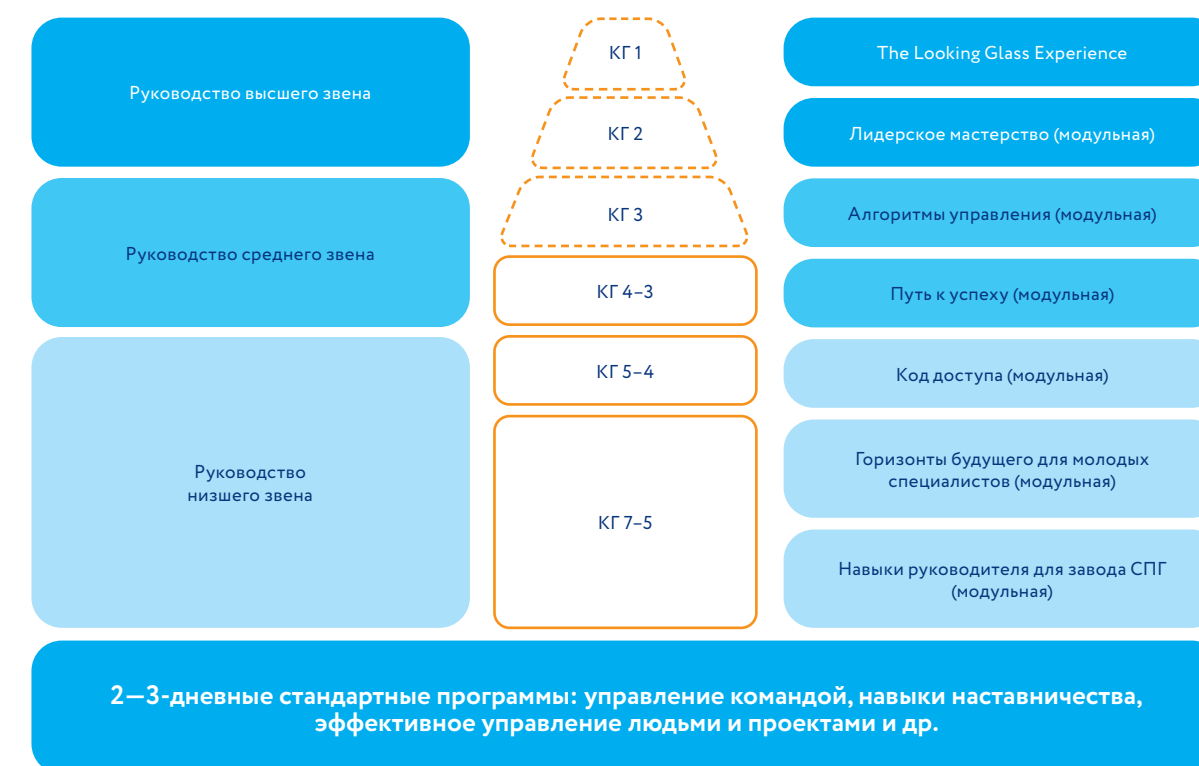 Руководство высшего звена
КГ 1
The Looking Glass Experience
КГ 2
Лидерское мастерство (модульная)
Руководство среднего звена
КГ 3
Алгоритмы управления (модульная)
КГ 4–3
Путь к успеху (модульная)
Руководство
низшего звена
КГ 5–4
Код доступа (модульная)
КГ 7–5
Горизонты будущего для молодых
специалистов (модульная)
Навыки руководителя для завода СПГ
(модульная)
2—3-дневные стандартные программы: управление командой, навыки наставничества,
эффективное управление людьми и проектами и др.